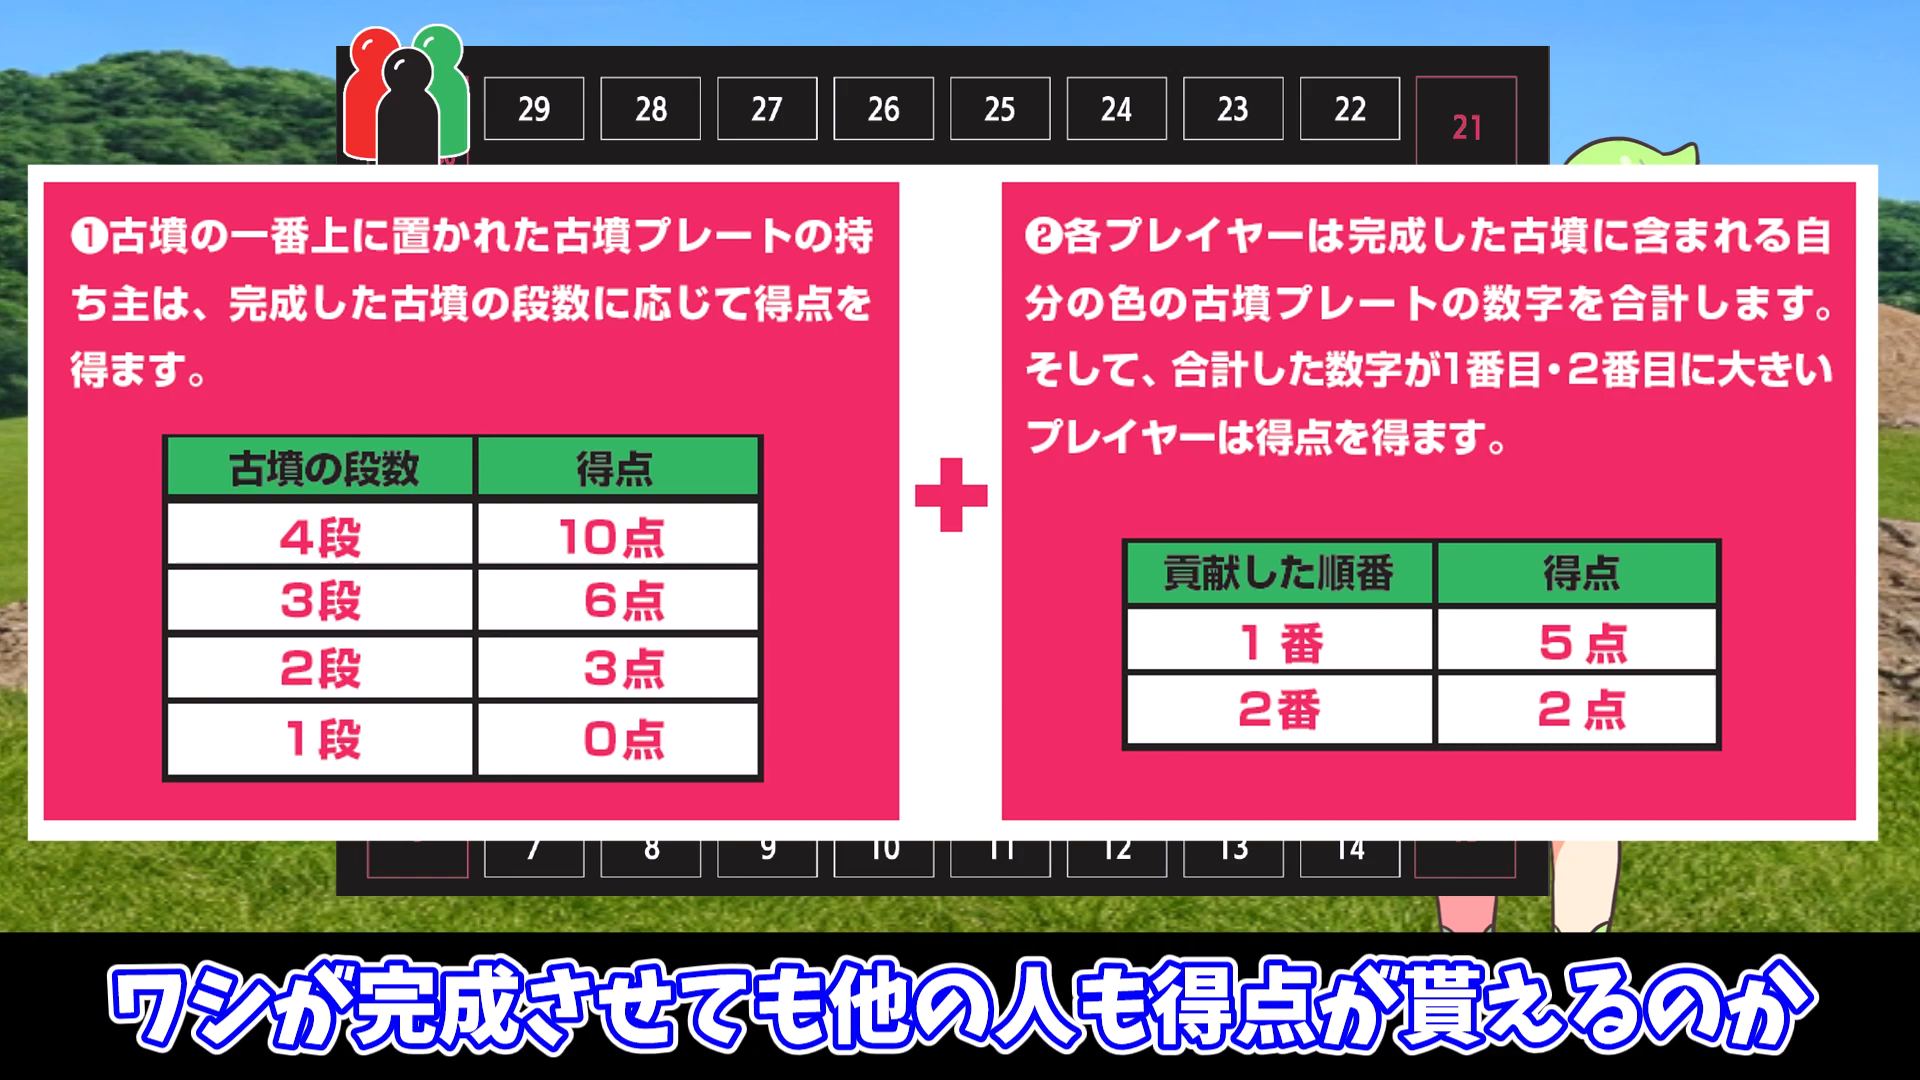 29 28 27 26 25 24 23 22 21
❶古墳の一番上に置かれた古墳プレートの持
ち主は、完成した古墳の段数に応じて得点を
得ます。
古墳の段数 得点
4段 10点
3段 6点
2段 3点
1段 0点
+
❷各プレイヤーは完成した古墳に含まれる自
分の色の古墳プレートの数字を合計します。
そして、合計した数字が1番目・2番目に大きい
プレイヤーは得点を得ます。
貢献した順番 得点
1番 5点
2番 2点
7 8 9 10 11 12 13 14
ワシが完成させても他の人も得点が貰えるのか